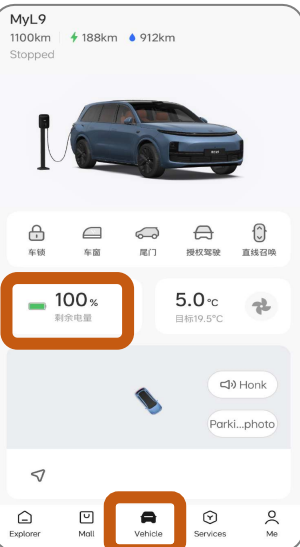 MyL9
1100km 188km 912km
Stopped
车锁 车窗 尾门 授权驾驶 直线召唤
100% 5.0°C
剩余电量 目标19.5°C
Honk
Parki...photo
Explorer Mall Vehicle Services Me